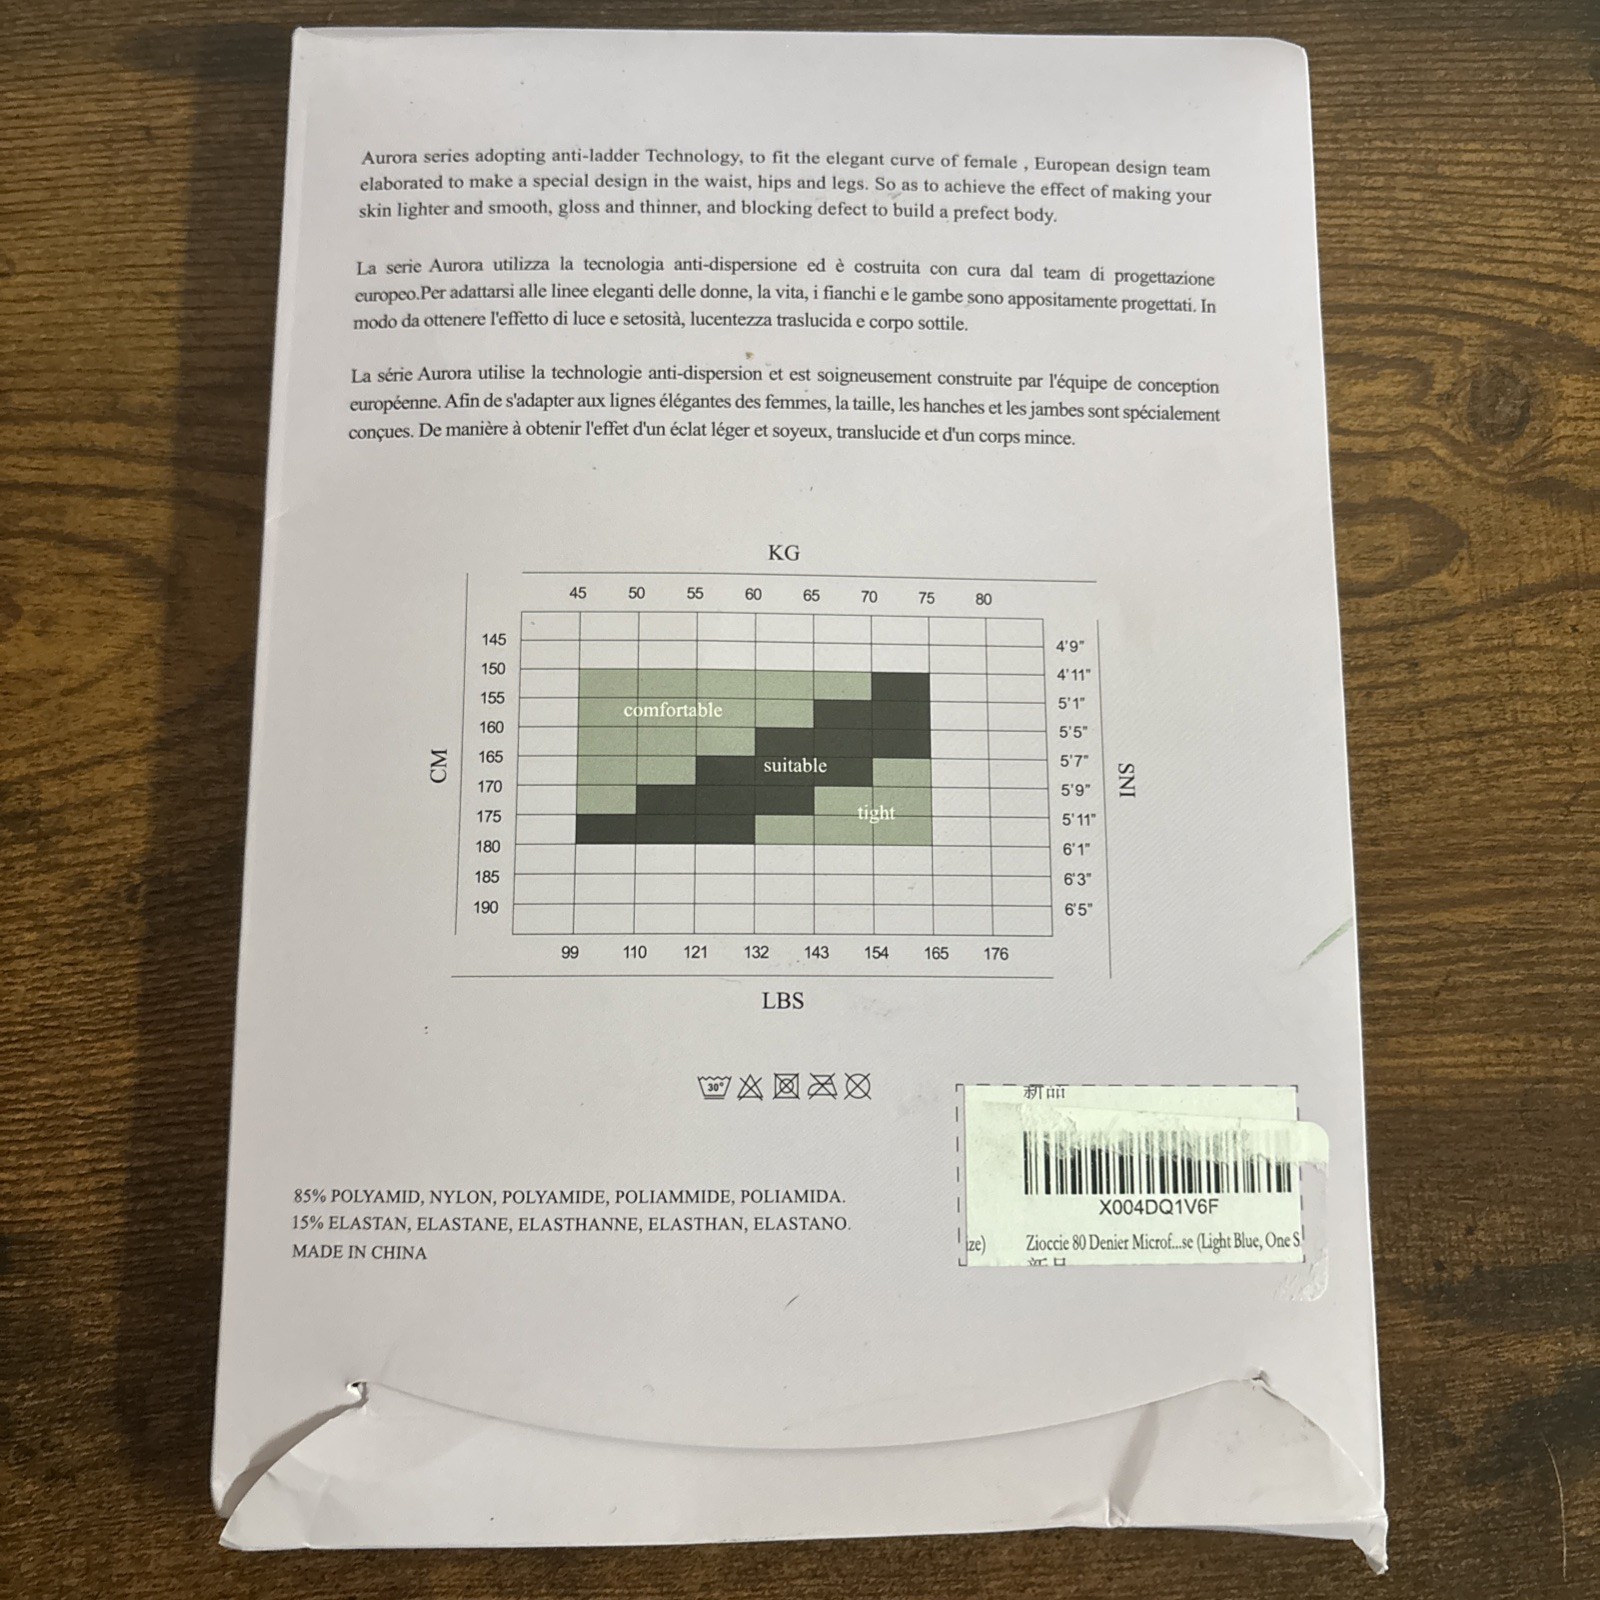 Aurora series adopting anti-ladder Technology, to fit the elegant curve of female , European design team
elaborated to make a special design in the waist, hips and legs. So as to achieve the effect of making your
skin lighter and smooth, gloss and thinner, and blocking defect to build a prefect body.
La serie Aurora utilizza la tecnologia anti-dispersione ed è costruita con cura dal team di progettazione
europeo.Per adattarsi alle linee eleganti delle donne, la vita, i fianchi e le gambe sono appositamente progettati. In
modo da ottenere l'effetto di luce e setosità, lucentezza traslucida e corpo sottile.
La série Aurora utilise la technologie anti-dispersion et est soigneusement construite par l'équipe de conception
européenne. Afin de s'adapter aux lignes élégantes des femmes, la taille, les hanches et les jambes sont spécialement
conçues. De manière à obtenir l'effet d'un éclat léger et soyeux, translucide et d'un corps mince.
KG
45 50 55 60 65 70 75 80
145 4'9"
150 4'11"
155 5'1"
comfortable
160 5'5"
165 5'7"
suitable
CM
INS
170 5'9"
175 5'11"
tight
180 6'1"
185 6'3"
190 6'5"
99 110 121 132 143 154 165 176
LBS
30°
新品
X004DQ1V6F
ize) Zioccie 80 Denier Microf...se (Light Blue, One S
85% POLYAMID, NYLON, POLYAMIDE, POLIAMMIDE, POLIAMIDA.
15% ELASTAN, ELASTANE, ELASTHANNE, ELASTHAN, ELASTANO.
MADE IN CHINA